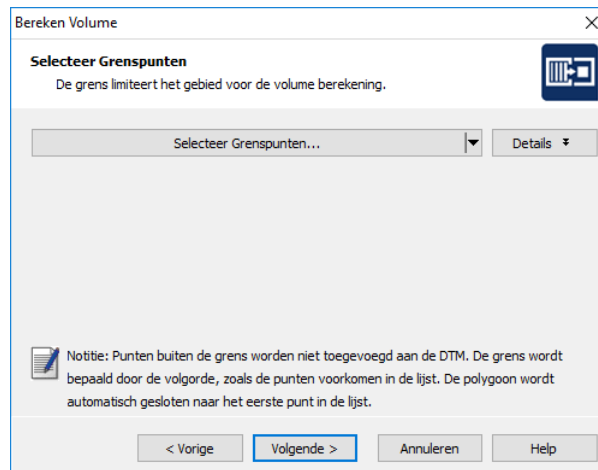 Bereken Volume
Selecteer Grenspunten
De grens limiteert het gebied voor de volume berekening.
Selecteer Grenspunten...
Details
Notitie: Punten buiten de grens worden niet toegevoegd aan de DTM. De grens wordt
bepaald door de volgorde, zoals de punten voorkomen in de lijst. De polygoon wordt
automatisch gesloten naar het eerste punt in de lijst.
< Vorige
Volgende >
Annuleren
Help